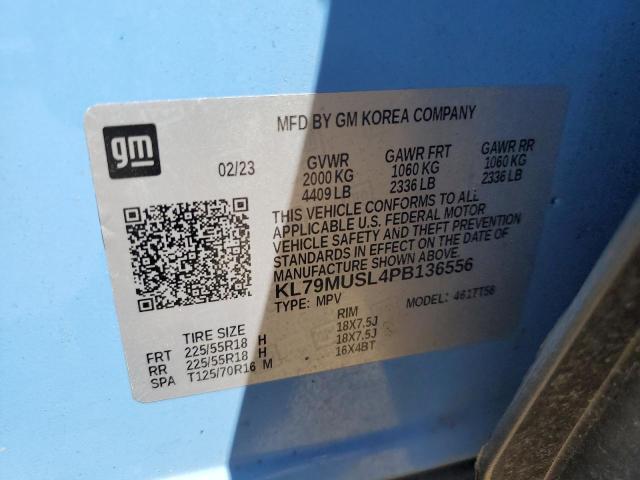 MFD BY GM KOREA COMPANY
gm
02/23
GVWR GAWR FRT GAWR RR
2000 KG 1060 KG 1060 KG
4409 LB 2336 LB 2336 LB
THIS VEHICLE CONFORMS TO ALL
APPLICABLE U.S. FEDERAL MOTOR
VEHICLE SAFETY AND THEFT PREVENTION
STANDARDS IN EFFECT ON THE DATE OF
MANUFACTURE SHOWN ABOVE.
KL79MUSL4PB136556
TYPE: MPV MODEL: 4617T56
TIRE SIZE RIM
FRT 225/55R18 H 18X7.5J
RR 225/55R18 H 18X7.5J
SPA T125/70R16 M 16X4BT